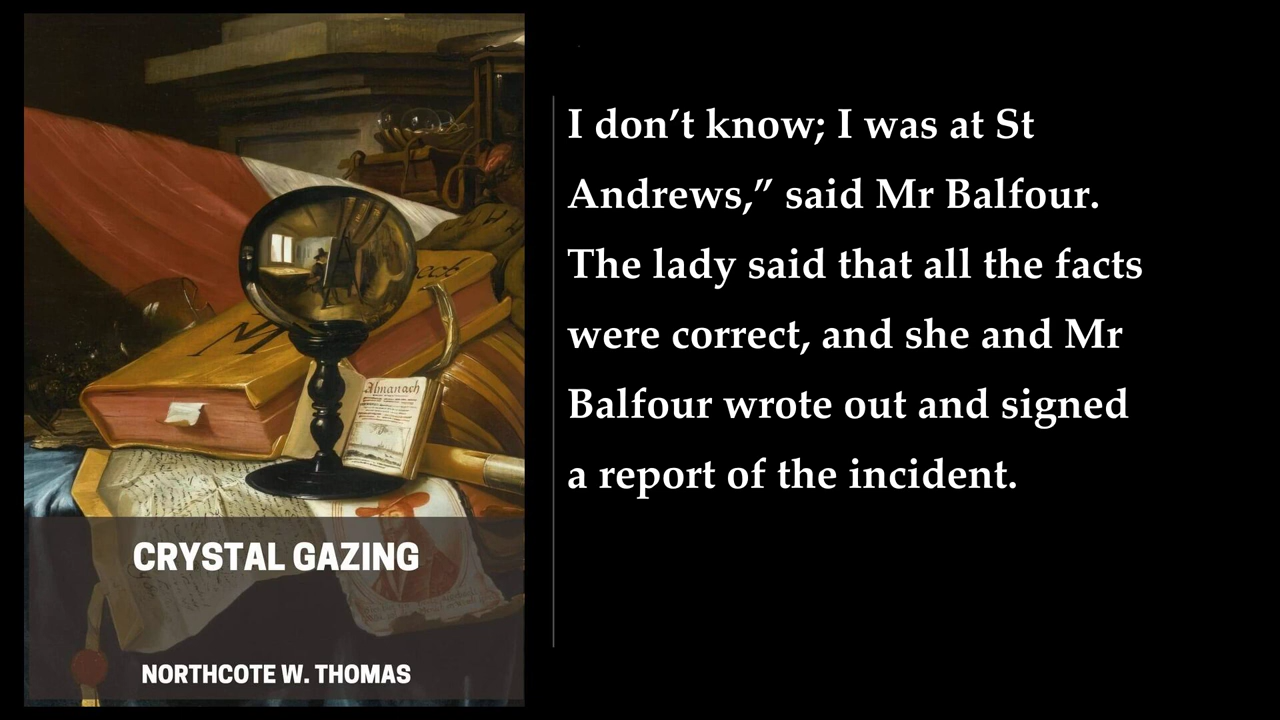 I don’t know; I was at St
Andrews,” said Mr Balfour.
The lady said that all the facts
were correct, and she and Mr
Balfour wrote out and signed
a report of the incident.
Almanach
CRYSTAL GAZING
NORTHCOTE W. THOMAS